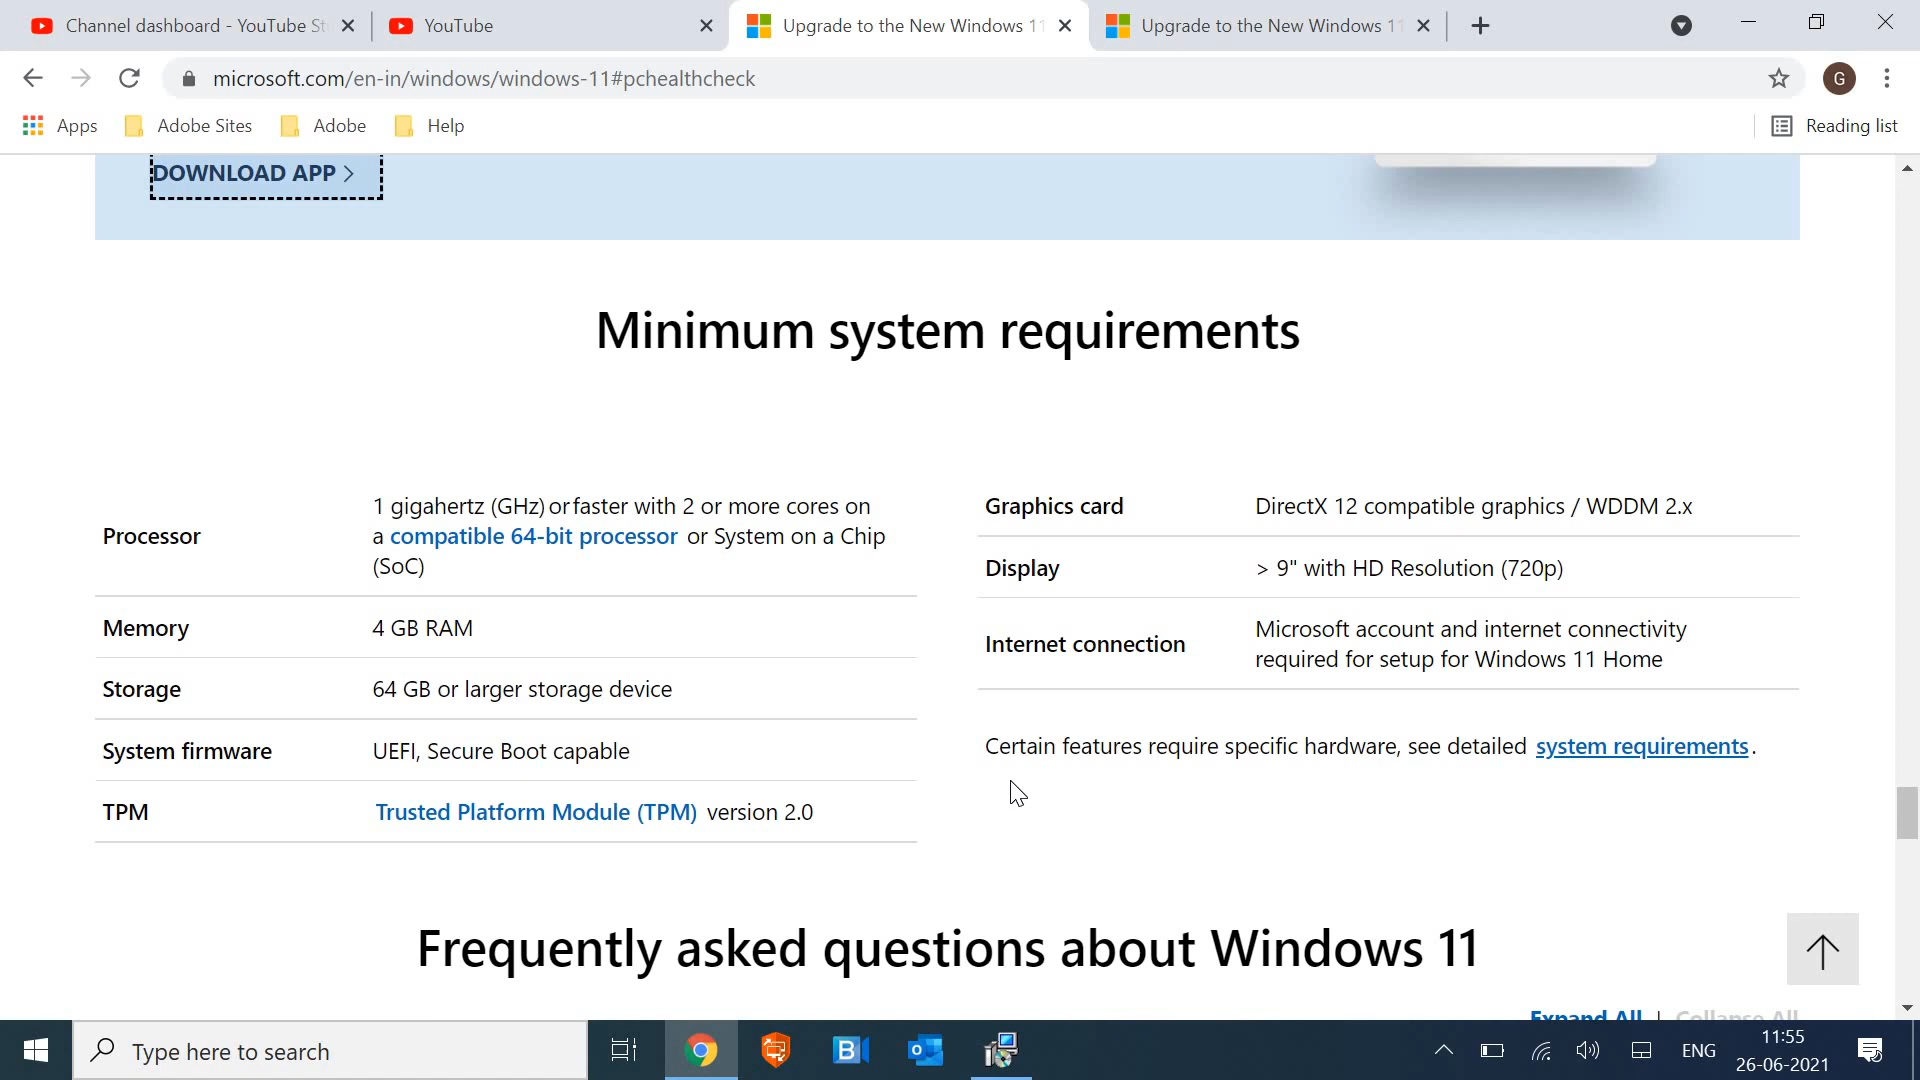 Channel dashboard - YouTube St
YouTube
Upgrade to the New Windows 11
Upgrade to the New Windows 11
microsoft.com/en-in/windows/windows-11#pchealthcheck
G
Apps
Adobe Sites
Adobe
Help
Reading list
DOWNLOAD APP >
Minimum system requirements
Processor
1 gigahertz (GHz) or faster with 2 or more cores on
a compatible 64-bit processor or System on a Chip
(SoC)
Memory
4 GB RAM
Storage
64 GB or larger storage device
System firmware
UEFI, Secure Boot capable
TPM
Trusted Platform Module (TPM) version 2.0
Graphics card
DirectX 12 compatible graphics / WDDM 2.x
Display
> 9" with HD Resolution (720p)
Internet connection
Microsoft account and internet connectivity
required for setup for Windows 11 Home
Certain features require specific hardware, see detailed system requirements.
Frequently asked questions about Windows 11
Expand All | Collapse All
Type here to search
B
ENG
11:55
26-06-2021